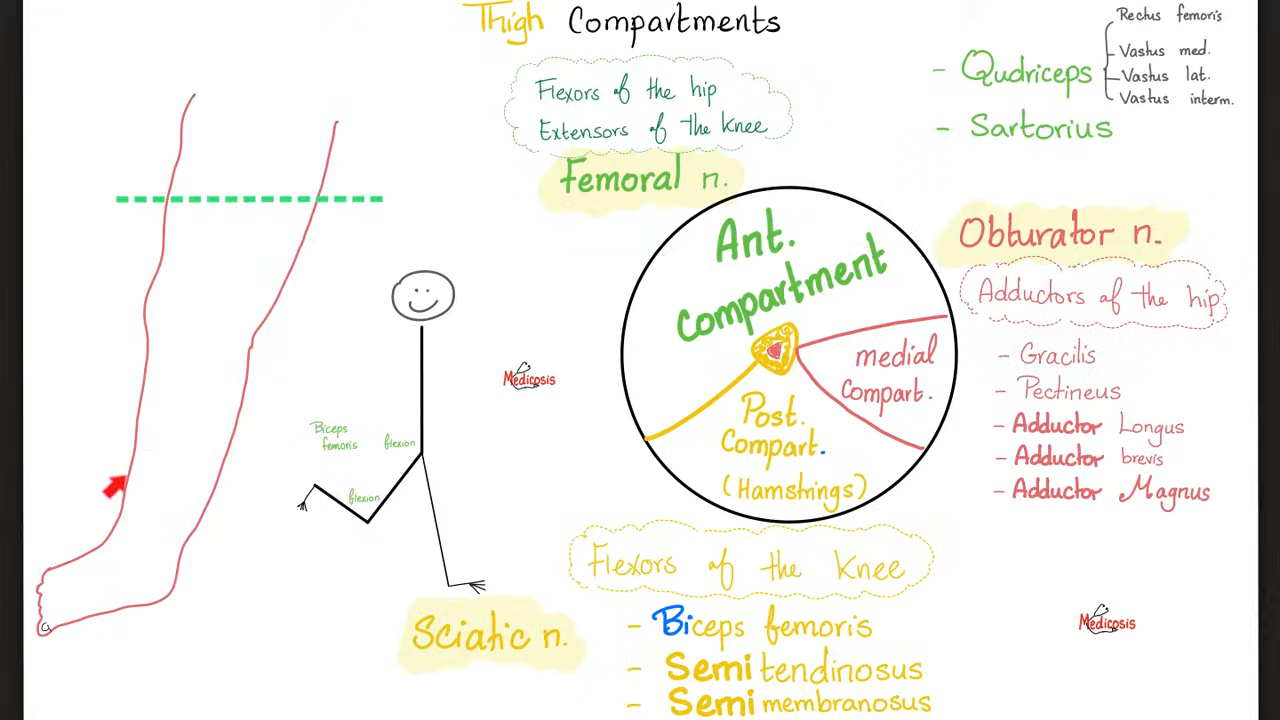 Thigh Compartments
Flexors of the hip
Extensors of the Knee
Femoral n.
- Qudriceps
Rectus femoris
Vastus med.
Vastus lat.
Vastus interm.
- Sartorius
Ant.
Compartment
medial
Compart.
Post.
Compart.
(Hamstrings)
Obturator n.
Adductors of the hip
- Gracilis
- Pectineus
- Adductor Longus
- Adductor brevis
- Adductor Magnus
Medicosis
Biceps
femoris
flexion
flexion
Flexors of the Knee
Sciatic n.
- Biceps femoris
- Semitendinosus
- Semimembranosus
Medicosis